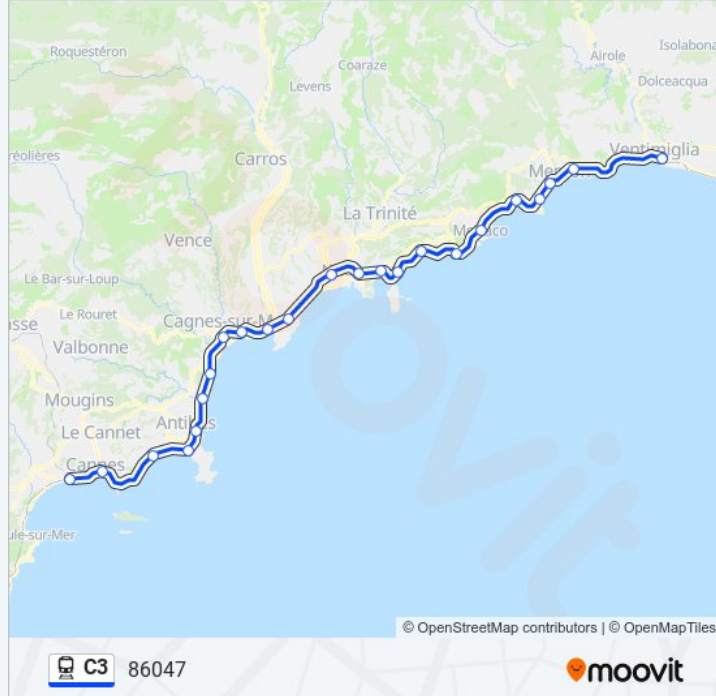 Isolabona
Roquestéron
Coaraze
Airole
Levens
Dolceacqua
Carros
Ventimiglia
réolières
La Trinité
Vence
Monaco
Le Bar-sur-Loup
Le Rouret
Cagnes-sur-M
asse
Valbonne
Mougins
Antibes
Le Cannet
Cannes
ule-sur-Mer
© OpenStreetMap contributors | © OpenMapTiles
C3 86047 moovit